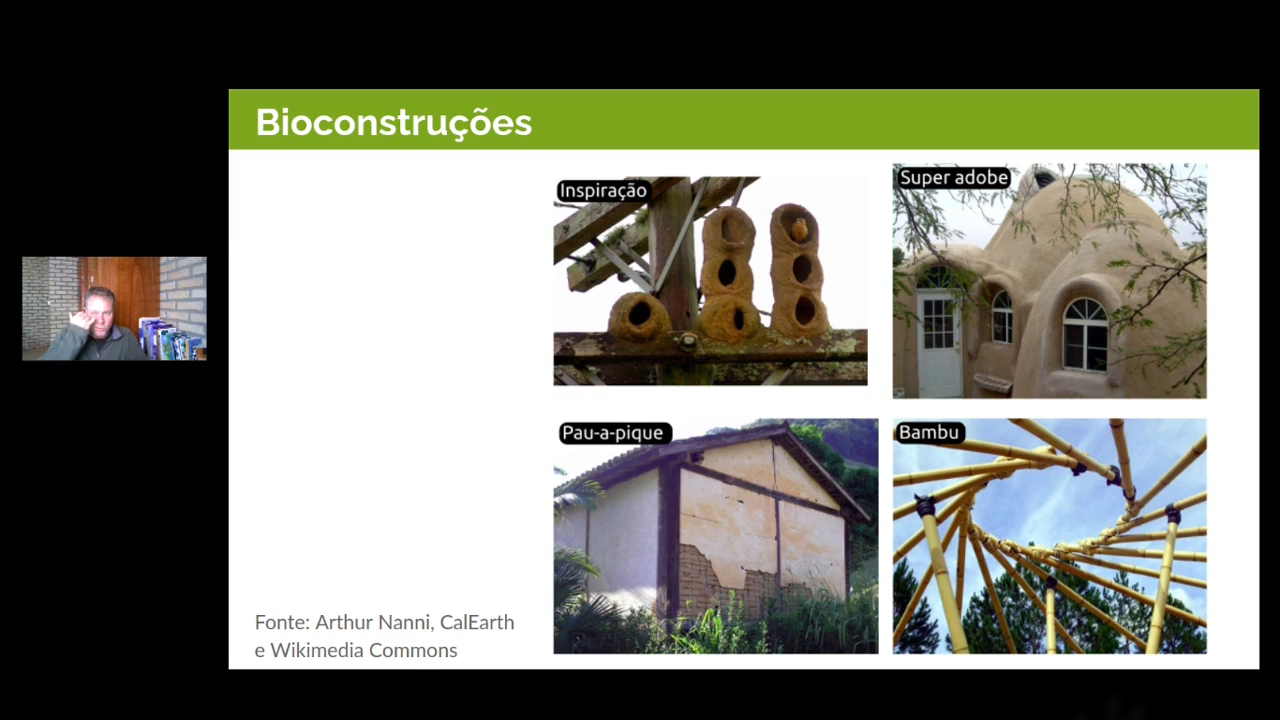 Bioconstruções
Inspiração
Super adobe
Pau-a-pique
Bambu
Fonte: Arthur Nanni, CalEarth
e Wikimedia Commons